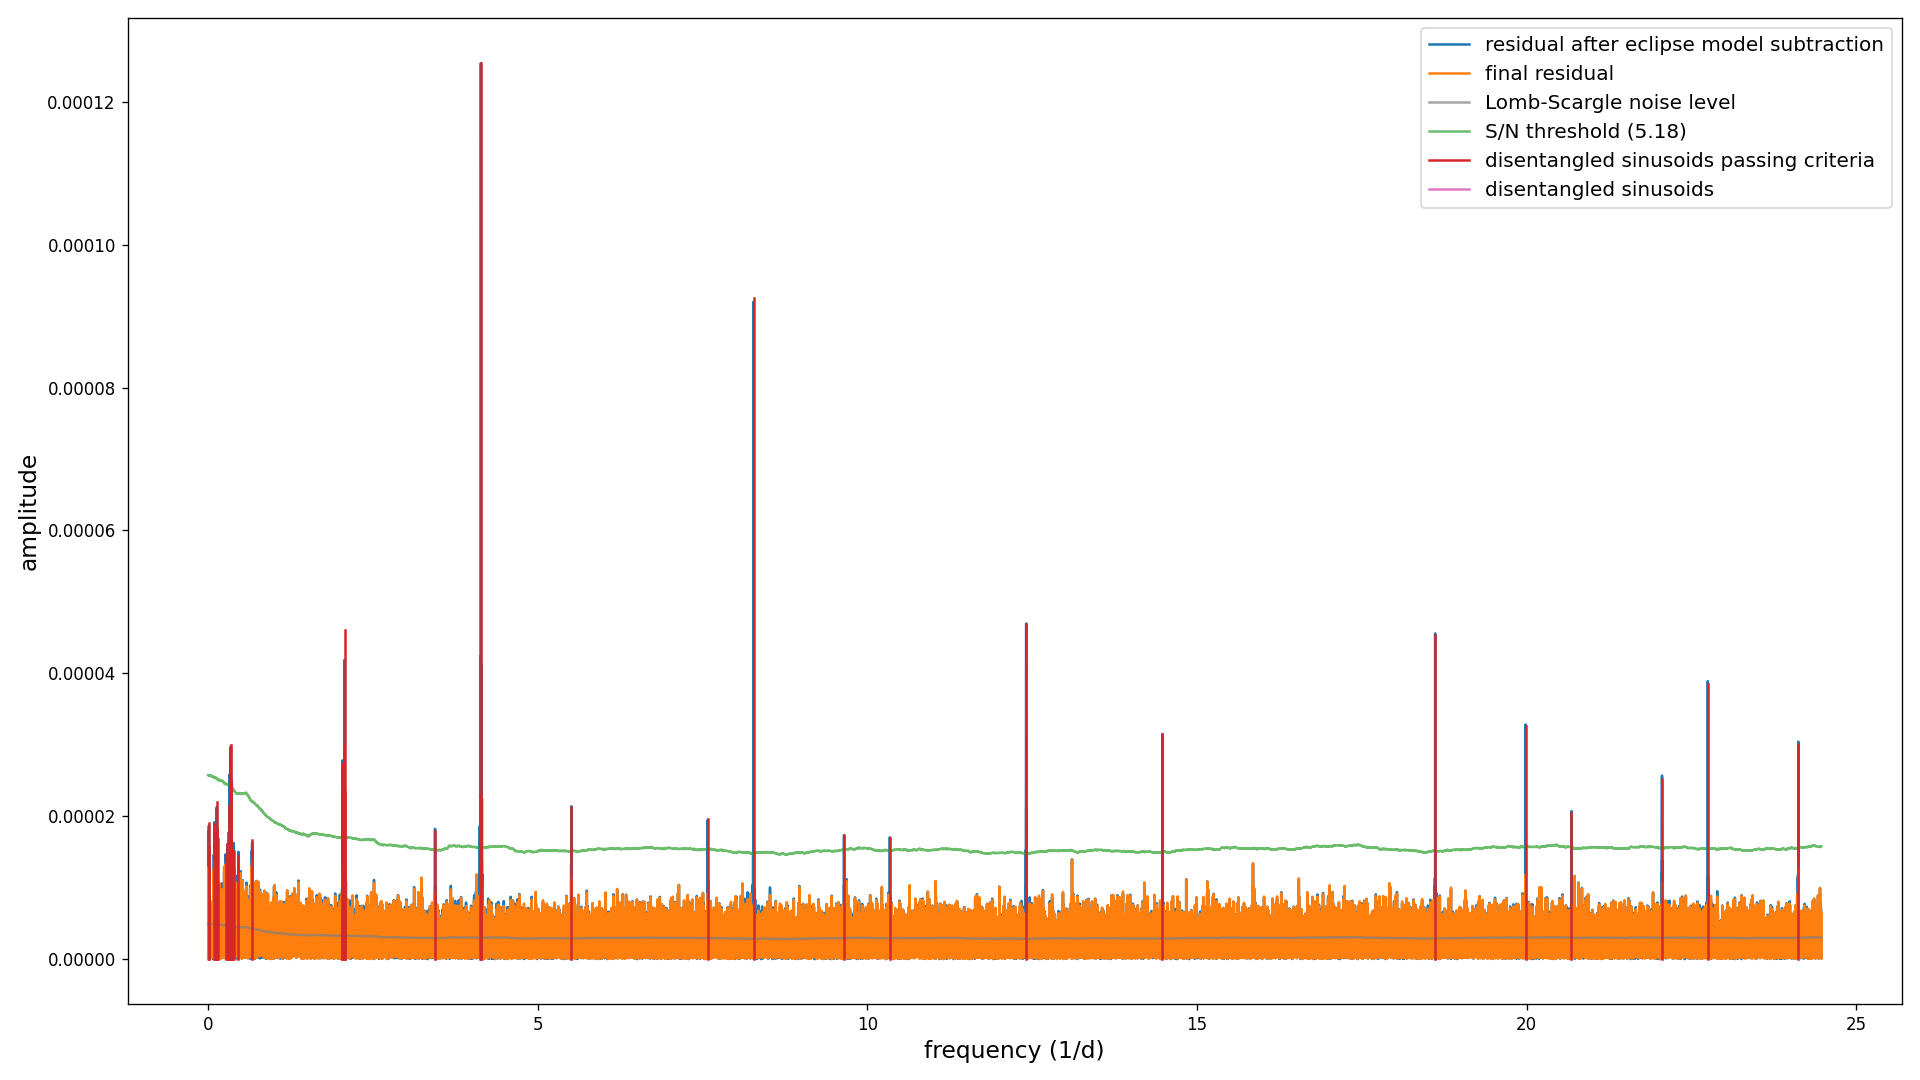 residual after eclipse model subtraction
final residual
Lomb-Scargle noise level
S/N threshold (5.18)
disentangled sinusoids passing criteria
disentangled sinusoids
0.00012
0.00010
0.00008
0.00006
0.00004
0.00002
0.00000
amplitude
0 5 10 15 20 25
frequency (1/d)